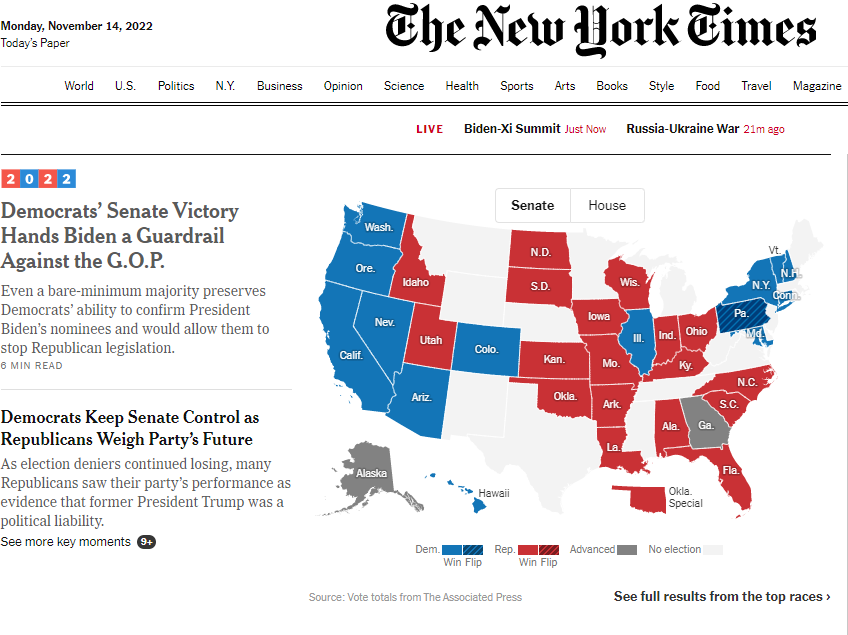 The New York Times
Monday, November 14, 2022
Today's Paper
World U.S. Politics N.Y. Business Opinion Science Health Sports Arts Books Style Food Travel Magazine
LIVE Biden-Xi Summit Just Now Russia-Ukraine War 21m ago
2022
Democrats' Senate Victory
Hands Biden a Guardrail
Against the G.O.P.
Even a bare-minimum majority preserves
Democrats' ability to confirm President
Biden's nominees and would allow them to
stop Republican legislation.
6 MIN READ
Democrats Keep Senate Control as
Republicans Weigh Party's Future
As election deniers continued losing, many
Republicans saw their party's performance as
evidence that former President Trump was a
political liability.
See more key moments 9+
Senate House
Wash.
Ore.
Idaho
N.D.
S.D.
Wis.
Vt.
N.H.
N.Y.
Conn.
Nev.
Utah
Colo.
Iowa
Ill.
Ind.
Ohio
Pa.
Md.
Calif.
Kan.
Mo.
Ky.
Ariz.
Okla.
Ark.
N.C.
S.C.
Ala.
Ga.
La.
Fla.
Alaska
Hawaii
Okla.
Special
Dem. Rep. Advanced No election
Win Flip Win Flip
Source: Vote totals from The Associated Press
See full results from the top races ›